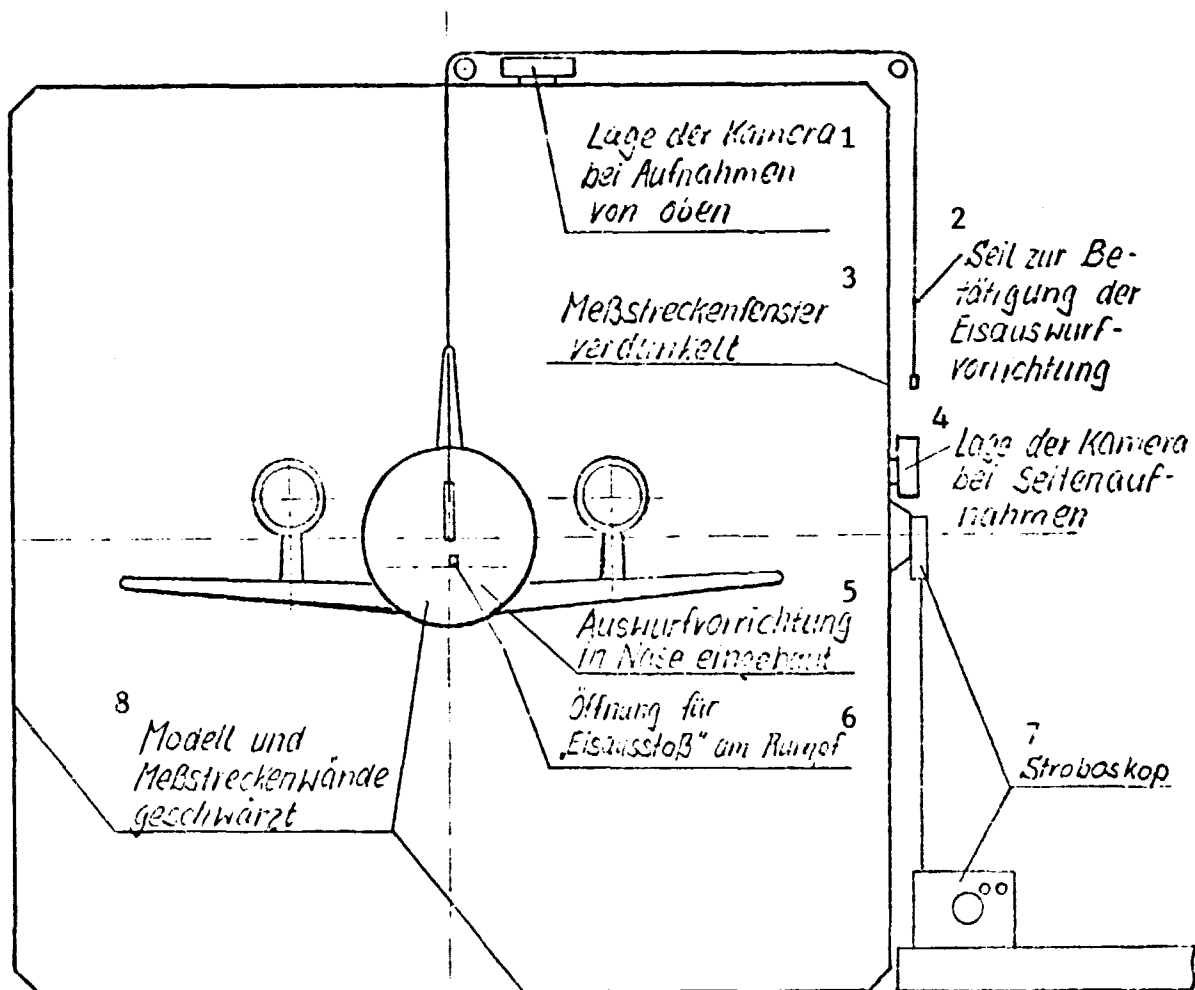 Lage der Kamera 1
bei Aufnahmen
von oben
2
Seil zur Be-
tätigung der
Eisauswurf-
vorrichtung
3
Meßstreckenfenster
verdunkelt
4
Lage der Kamera
bei Seitenauf-
nahmen
5
Auswurfvorrichtung
in Nase eingebaut
Öffnung für
„Eisausstoß" am Rumpf 6
7
Stroboskop
8
Modell und
Meßstreckenwände
geschwärzt